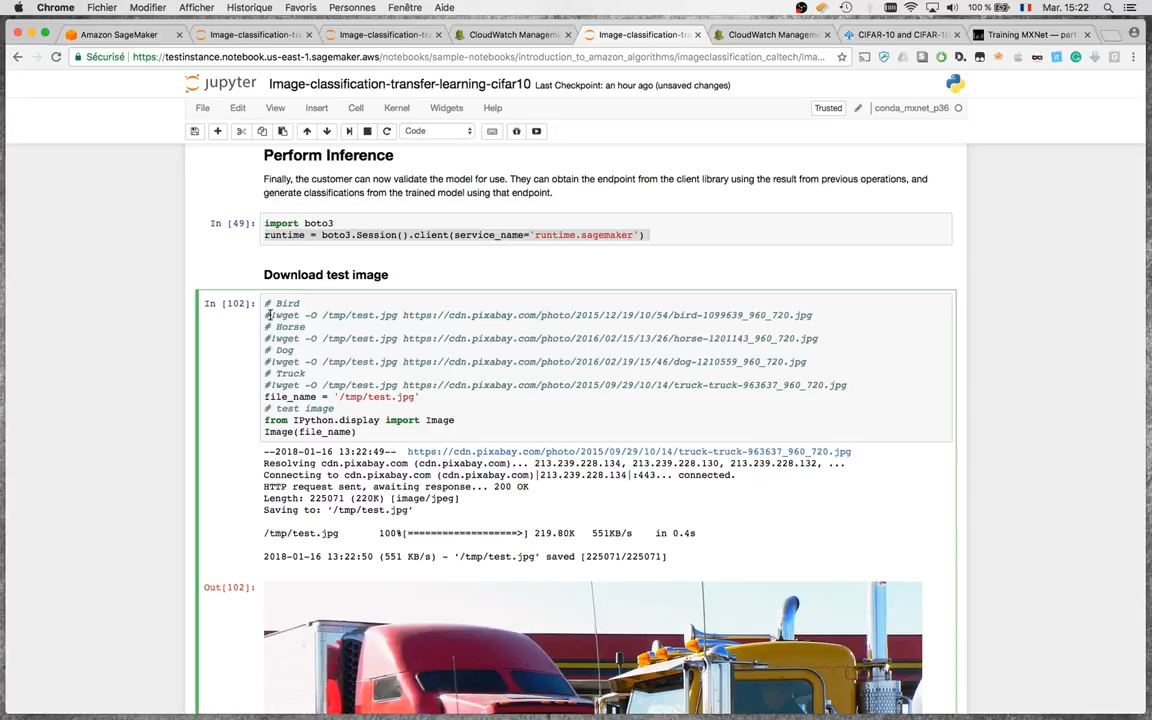 Chrome Fichier Modifier Afficher Historique Favoris Personnes Fenêtre Aide 100 % Mar. 15:22
Amazon SageMaker Image-classification-tr Image-classification-tr CloudWatch Managem Image-classification-tr CloudWatch Managem CIFAR-10 and CIFAR-10 Training MXNet — part
Sécurisé https://testinstance.notebook.us-east-1.sagemaker.aws/notebooks/sample-notebooks/introduction_to_amazon_algorithms/imageclassification_caltech/Ima...
jupyter Image-classification-transfer-learning-cifar10 Last Checkpoint: an hour ago (unsaved changes)
File Edit View Insert Cell Kernel Widgets Help Trusted conda_mxnet_p36
Code
Perform Inference
Finally, the customer can now validate the model for use. They can obtain the endpoint from the client library using the result from previous operations, and
generate classifications from the trained model using that endpoint.
In [49]: import boto3
runtime = boto3.Session().client(service_name='runtime.sagemaker')
Download test image
In [102]: # Bird
#!wget -O /tmp/test.jpg https://cdn.pixabay.com/photo/2015/12/19/10/54/bird-1099639_960_720.jpg
# Horse
#!wget -O /tmp/test.jpg https://cdn.pixabay.com/photo/2016/02/15/13/26/horse-1201143_960_720.jpg
# Dog
#!wget -O /tmp/test.jpg https://cdn.pixabay.com/photo/2016/02/19/15/46/dog-1210559_960_720.jpg
# Truck
#!wget -O /tmp/test.jpg https://cdn.pixabay.com/photo/2015/09/29/10/14/truck-truck-963637_960_720.jpg
file_name = '/tmp/test.jpg'
# test image
from IPython.display import Image
Image(file_name)
--2018-01-16 13:22:49-- https://cdn.pixabay.com/photo/2015/09/29/10/14/truck-truck-963637_960_720.jpg
Resolving cdn.pixabay.com (cdn.pixabay.com)... 213.239.228.134, 213.239.228.130, 213.239.228.132, ...
Connecting to cdn.pixabay.com (cdn.pixabay.com)|213.239.228.134|:443... connected.
HTTP request sent, awaiting response... 200 OK
Length: 225071 (220K) [image/jpeg]
Saving to: ‘/tmp/test.jpg’
/tmp/test.jpg 100%[===================>] 219.80K 551KB/s in 0.4s
2018-01-16 13:22:50 (551 KB/s) - ‘/tmp/test.jpg’ saved [225071/225071]
Out[102]: